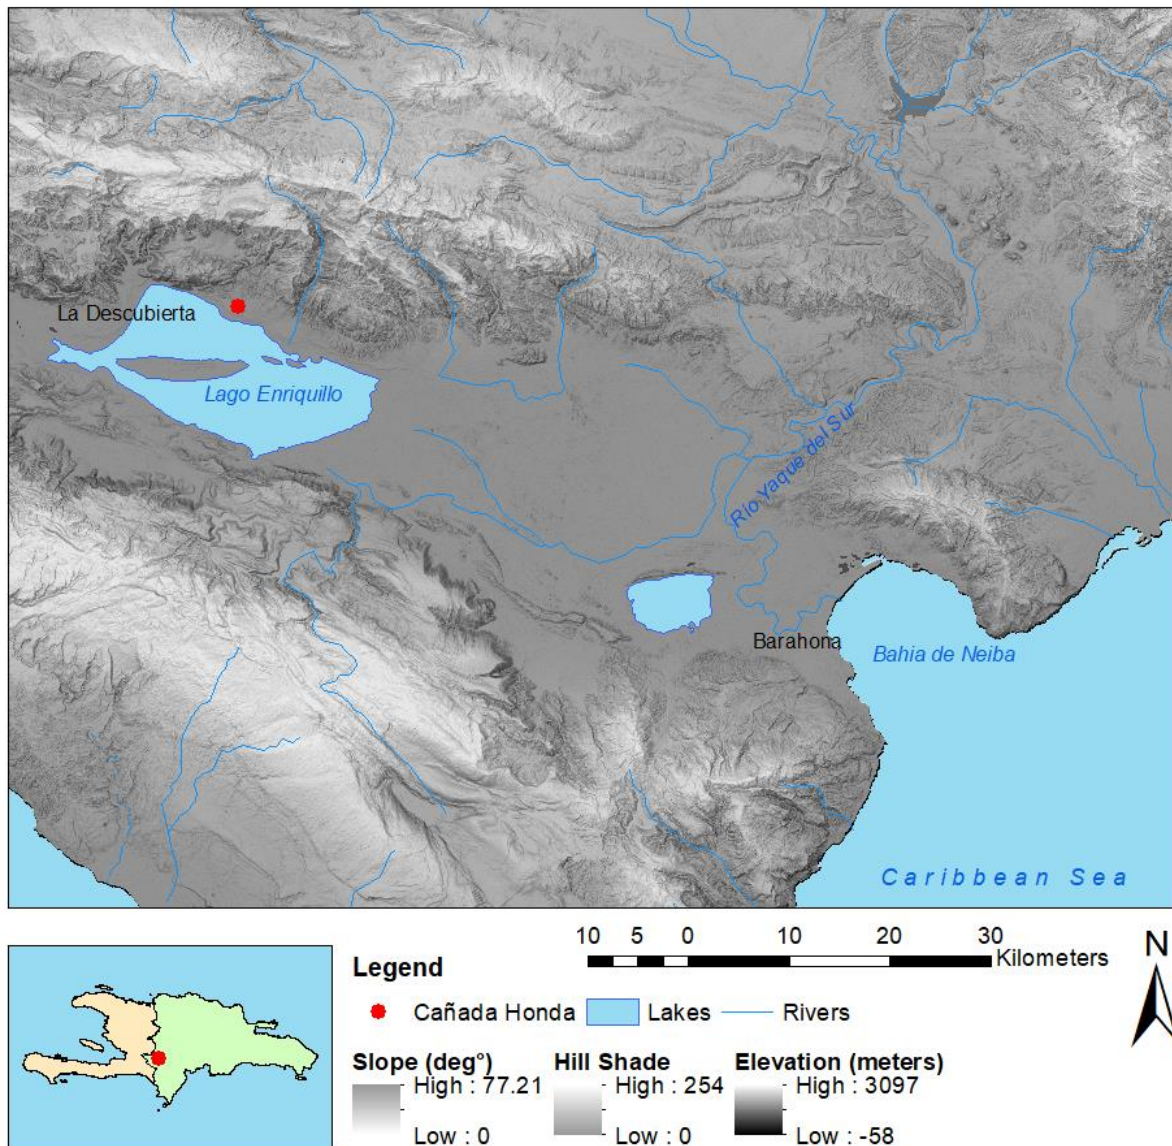 La Descubierta
Lago Enriquillo
Río Yaque del Sur
Barahona
Bahia de Neiba
Caribbean Sea
Legend
Cañada Honda
Lakes
Rivers
10 5 0 10 20 30
Kilometers
N
Slope (deg°)
High : 77.21
Low : 0
Hill Shade
High : 254
Low : 0
Elevation (meters)
High : 3097
Low : -58